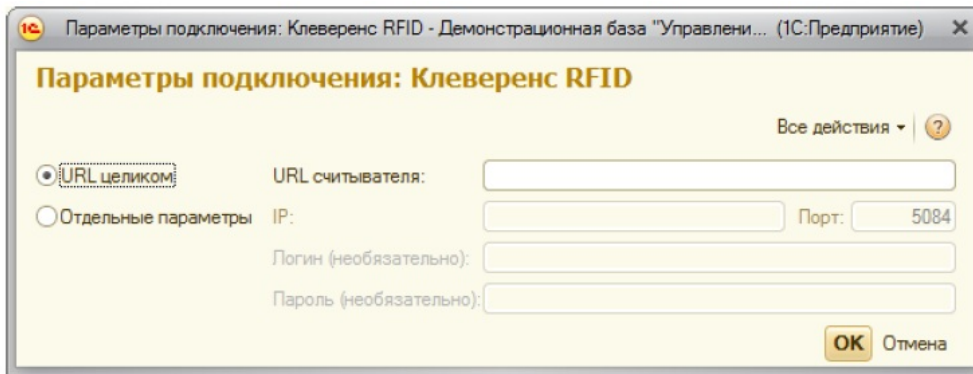 1С Параметры подключения: Клеверенс RFID - Демонстрационная база "Управлени... (1С:Предприятие)
Параметры подключения: Клеверенс RFID
Все действия ?
URL целиком URL считывателя:
Отдельные параметры IP: Порт: 5084
Логин (необязательно):
Пароль (необязательно):
ОК Отмена